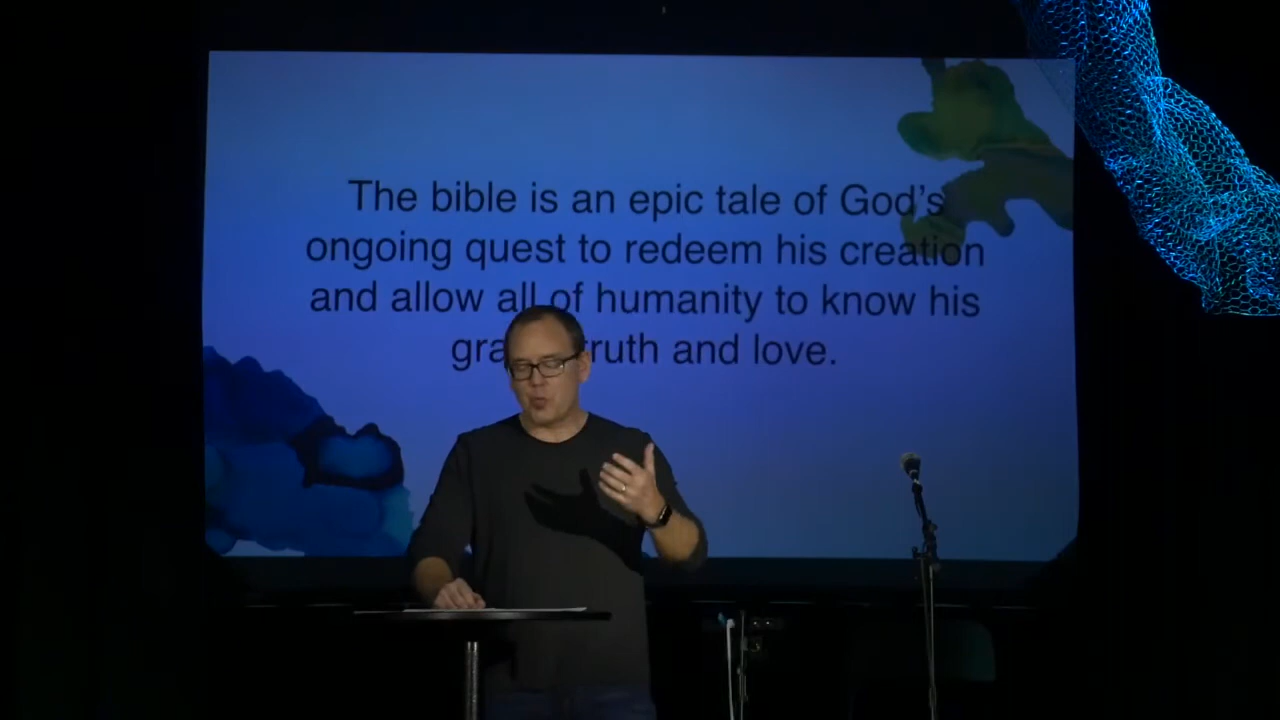 The bible is an epic tale of God's
ongoing quest to redeem his creation
and allow all of humanity to know his
truth and love.